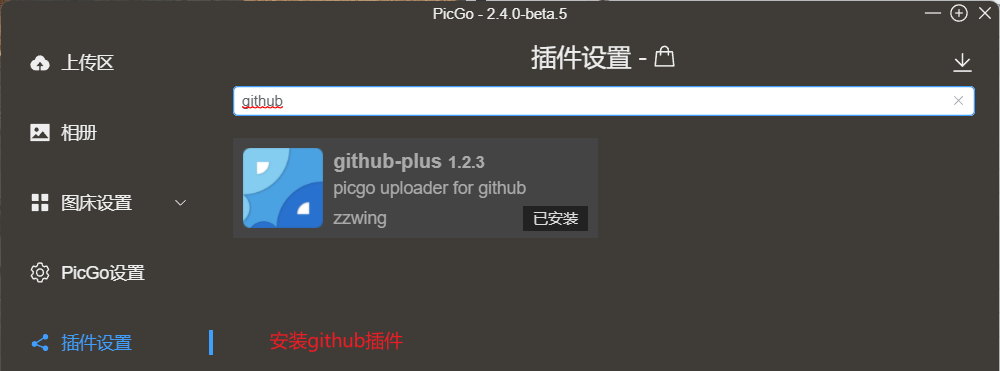 PicGo - 2.4.0-beta.5
上传区
相册
图床设置
PicGo设置
插件设置
插件设置 -
github
github-plus 1.2.3
picgo uploader for github
zzwing
已安装
安装github插件